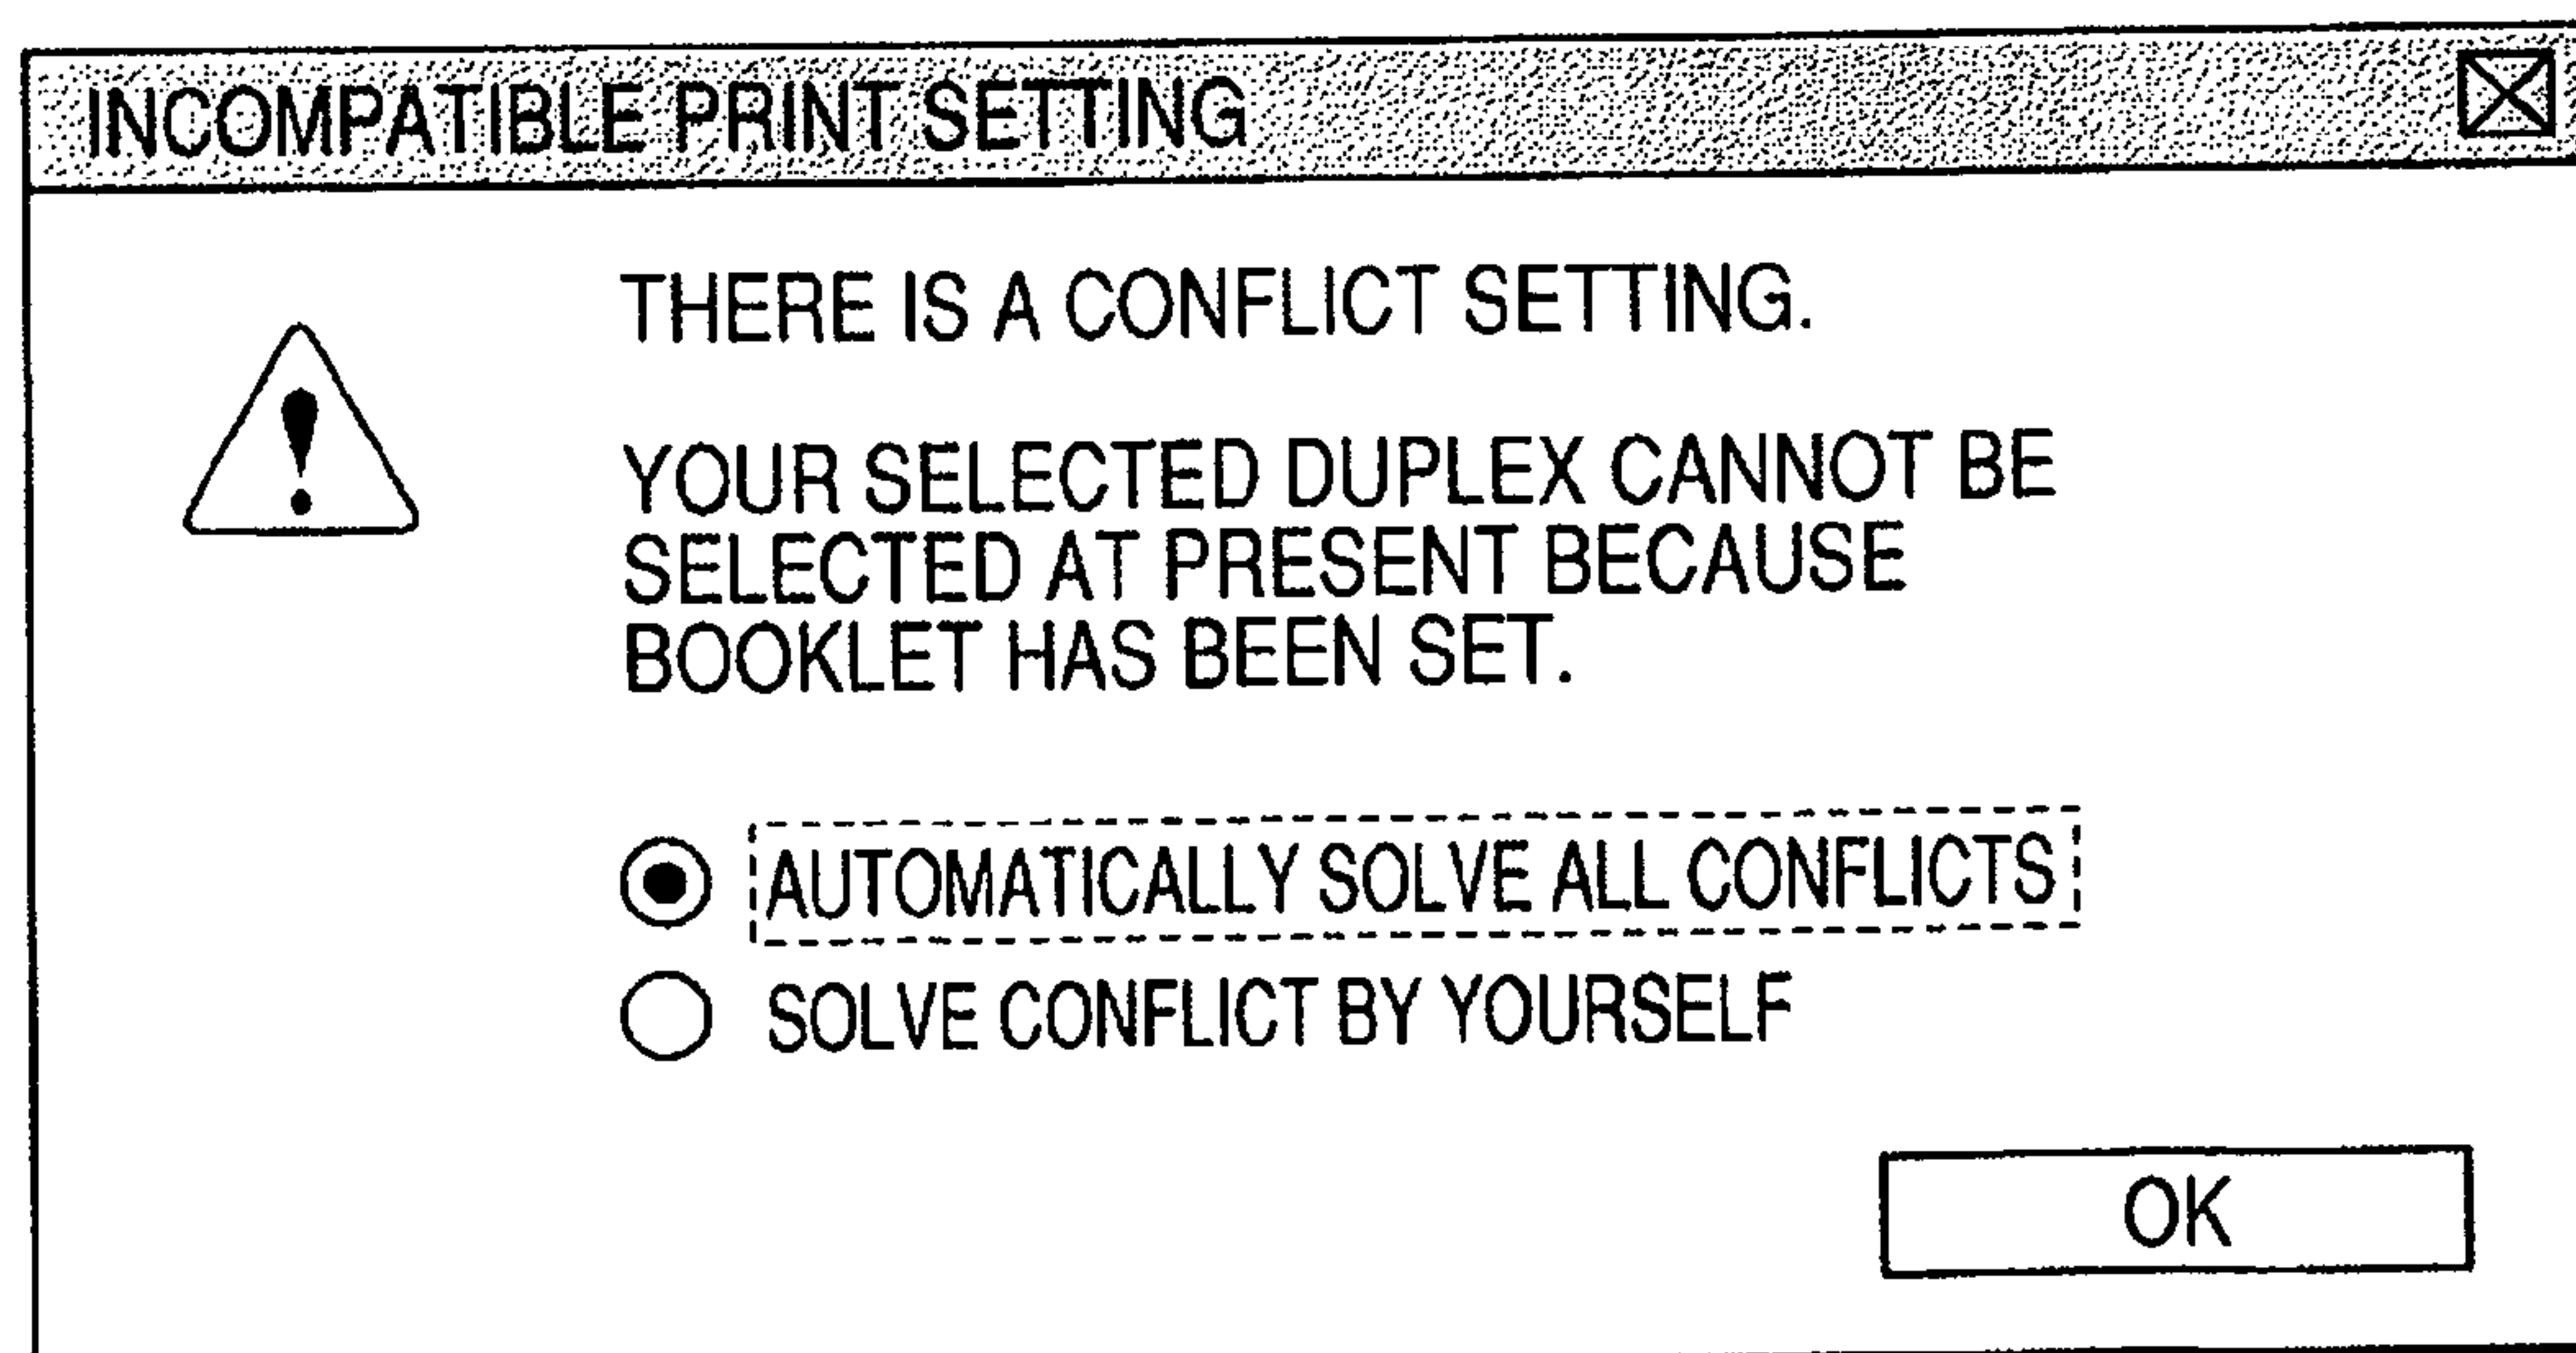 INCOMPATIBLE PRINT SETTING
THERE IS A CONFLICT SETTING.
YOUR SELECTED DUPLEX CANNOT BE
SELECTED AT PRESENT BECAUSE
BOOKLET HAS BEEN SET.
AUTOMATICALLY SOLVE ALL CONFLICTS
SOLVE CONFLICT BY YOURSELF
OK